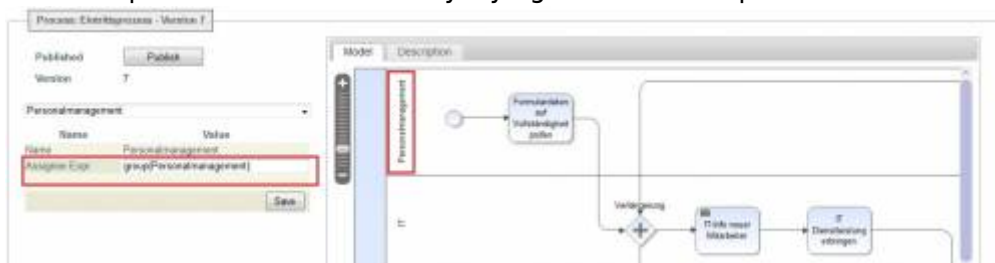 Process: Eintrittsprozess - Version 7
Published
Publish
Version
7
Personalmanagement
Name
Value
Name
Personalmanagement
Assignee Expr.
group(Personalmanagement)
Save
Model
Description
Personalmanagement
Formulardaten
auf
Vollständigkeit
prüfen
IT
IT-Info neuer
Mitarbeiter
IT
Dienstleistung
erbringen